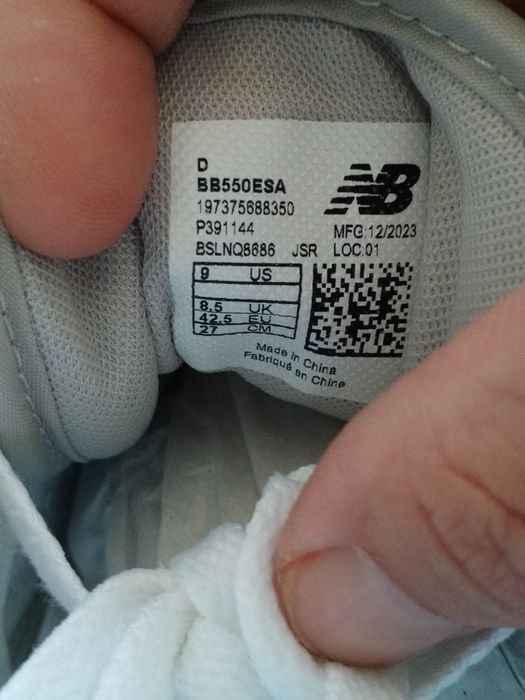 D
BB550ESA
197375688350
P391144
BSLNQ8686 JSR
NB
MFG:12/2023
LOC:01
9 US
8.5 UK
42.5 EU
27 CM
Made in China
Fabriqué en Chine